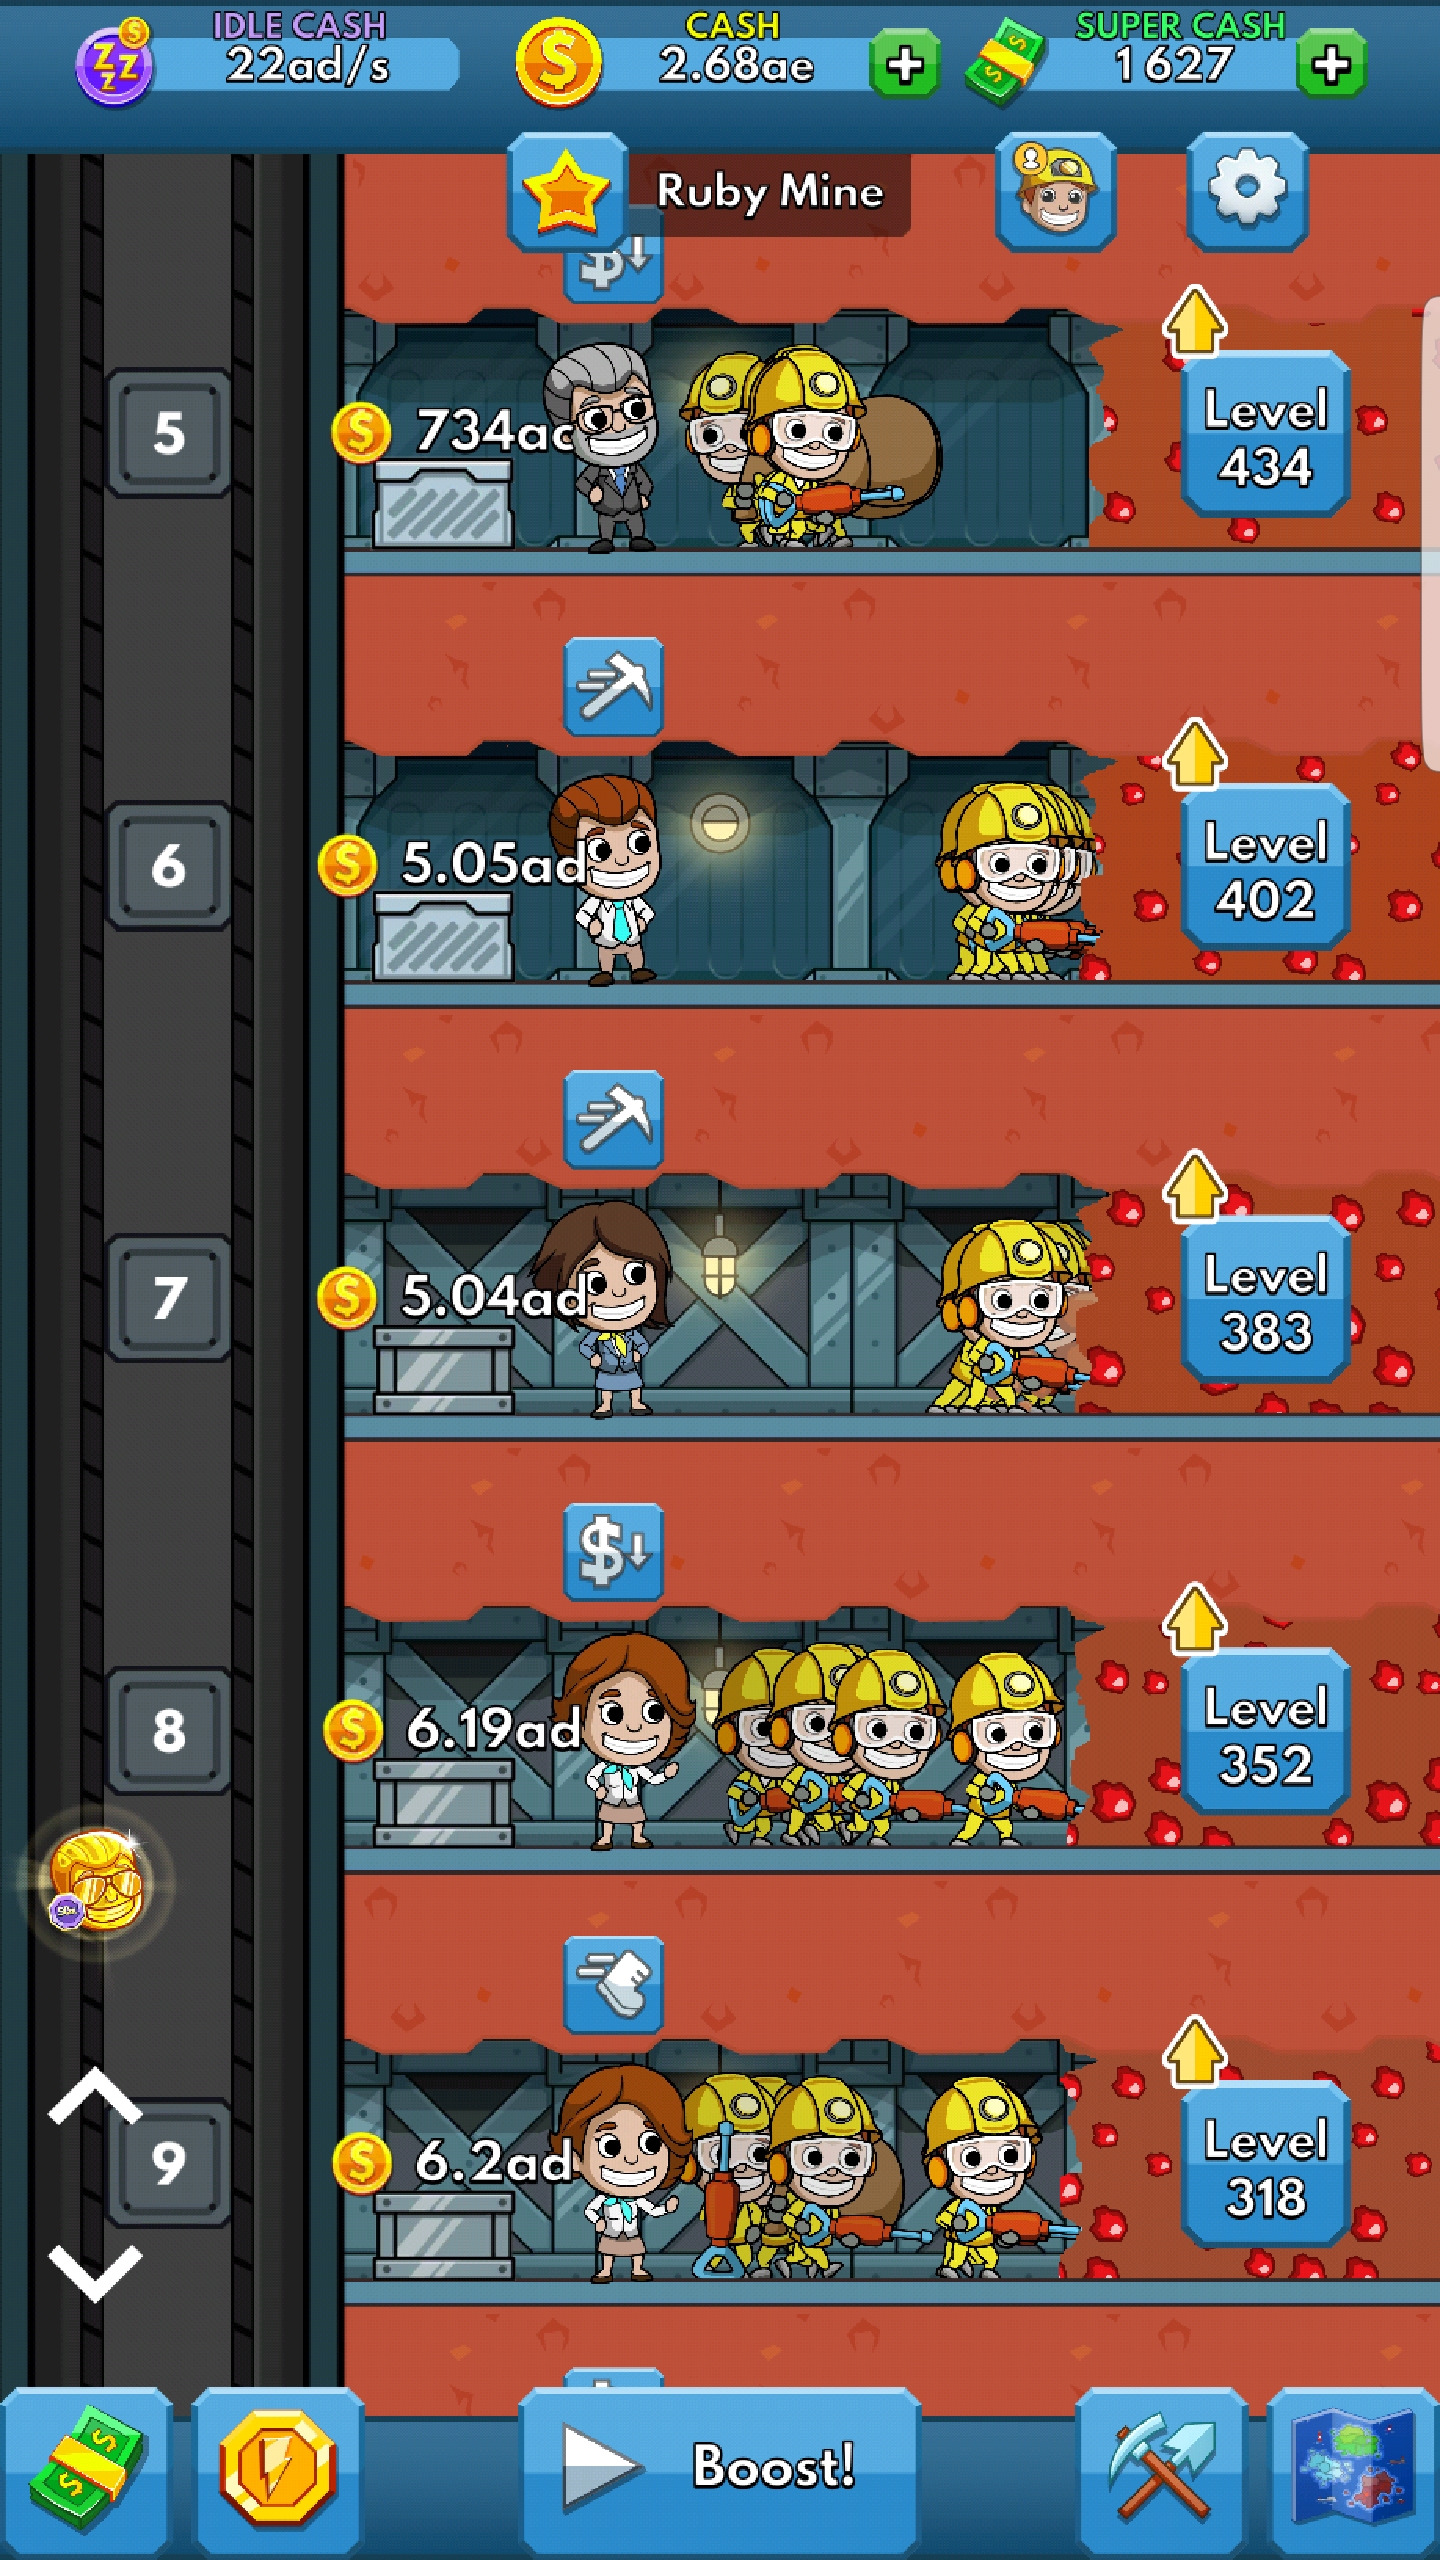 IDLE CASH
22ad/s
CASH
2.68ae
SUPER CASH
1627
Ruby Mine
5
734ac
Level
434
6
5.05ad
Level
402
7
5.04ad
Level
383
8
6.19ad
Level
352
9
6.2ad
Level
318
Boost!